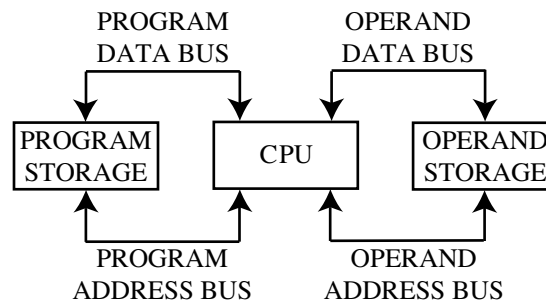 PROGRAM
DATA BUS
OPERAND
DATA BUS
PROGRAM
STORAGE
CPU
OPERAND
STORAGE
PROGRAM
ADDRESS BUS
OPERAND
ADDRESS BUS